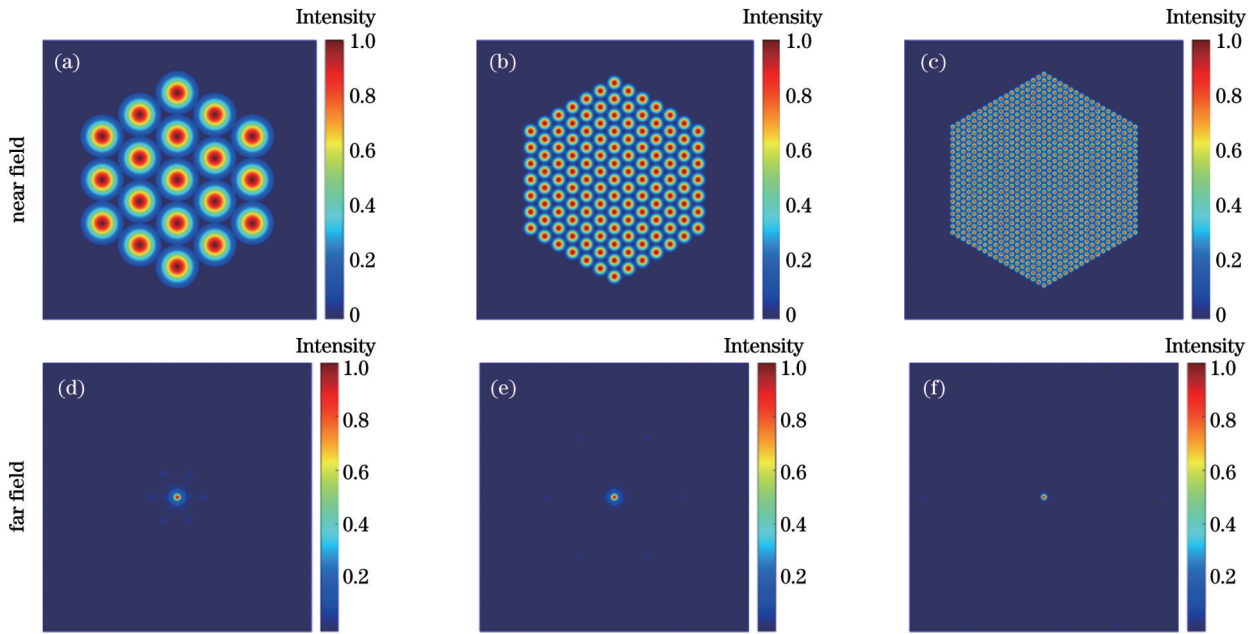 Intensity Intensity Intensity
(a) 1.0 (b) 1.0 (c) 1.0
0.8 0.8 0.8
near field
0.6 0.6 0.6
0.4 0.4 0.4
0.2 0.2 0.2
0 0 0
Intensity Intensity Intensity
(d) 1.0 (e) 1.0 (f) 1.0
0.8 0.8 0.8
far field
0.6 0.6 0.6
0.4 0.4 0.4
0.2 0.2 0.2